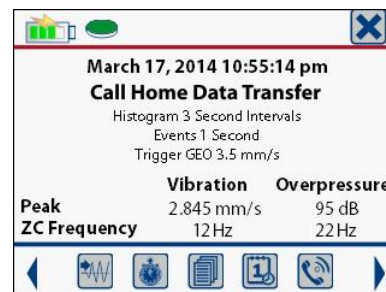 March 17, 2014 10:55:14 pm
Call Home Data Transfer
Histogram 3 Second Intervals
Events 1 Second
Trigger GEO 3.5 mm/s
Vibration Overpressure
Peak 2.845 mm/s 95 dB
ZC Frequency 12 Hz 22 Hz
1